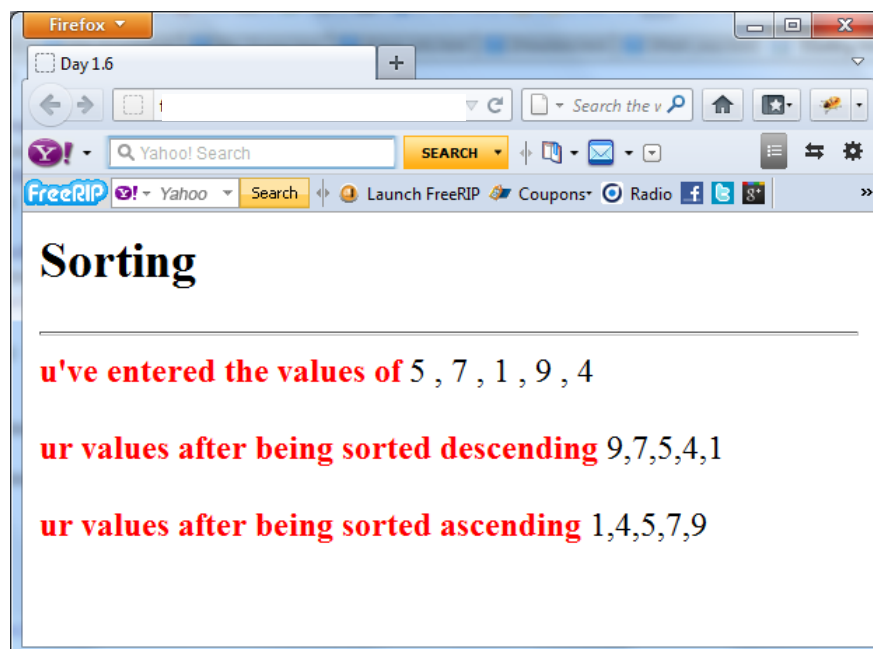 Firefox
Day 1.6
Search the v
Y! Yahoo! Search SEARCH
FreeRIP Y! Yahoo Search Launch FreeRIP Coupons Radio f 8+ »
Sorting
u've entered the values of 5 , 7 , 1 , 9 , 4
ur values after being sorted descending 9,7,5,4,1
ur values after being sorted ascending 1,4,5,7,9